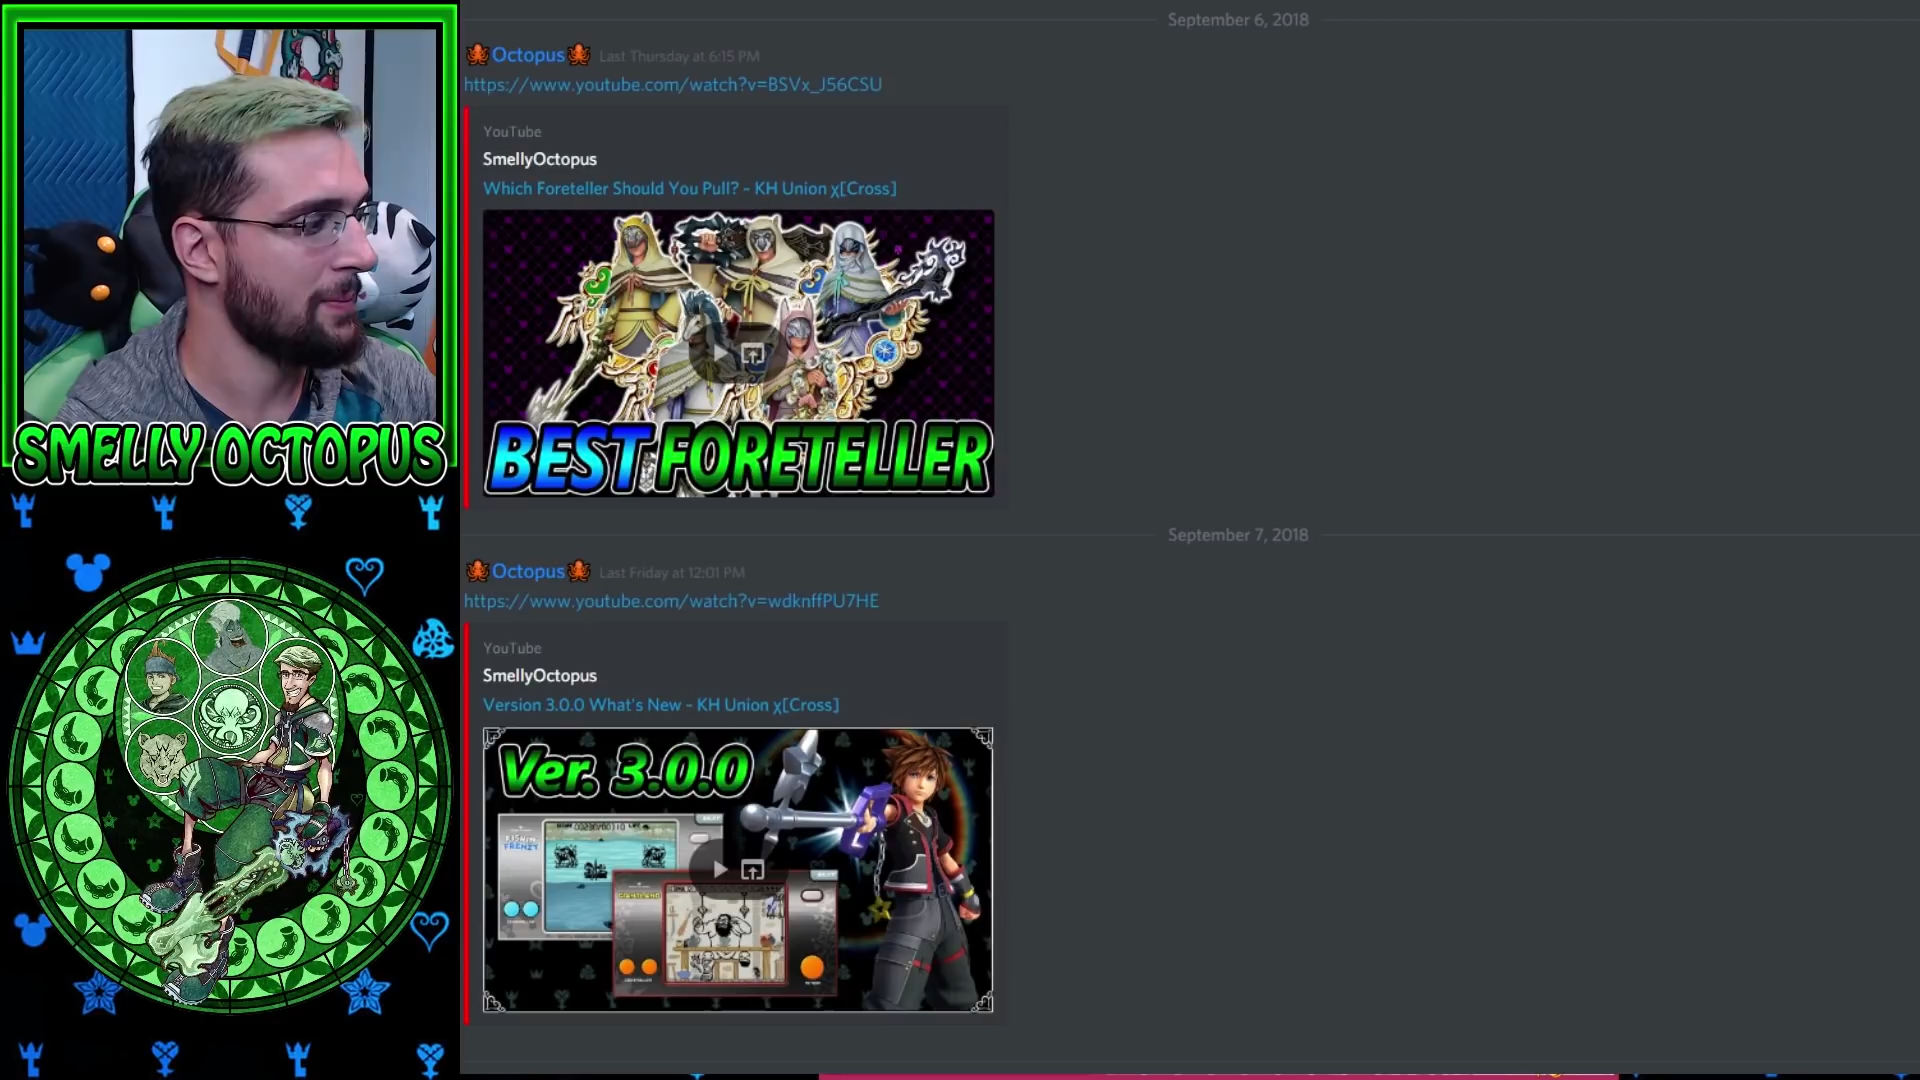 SMELLY OCTOPUS
September 6, 2018
Octopus Last Thursday at 6:15 PM
https://www.youtube.com/watch?v=BSVx_J56CSU
YouTube
SmellyOctopus
Which Foreteller Should You Pull? - KH Union χ[Cross]
BEST FORETELLER
September 7, 2018
Octopus Last Friday at 12:01 PM
https://www.youtube.com/watch?v=wdknffPU7HE
YouTube
SmellyOctopus
Version 3.0.0 What's New - KH Union χ[Cross]
Ver. 3.0.0